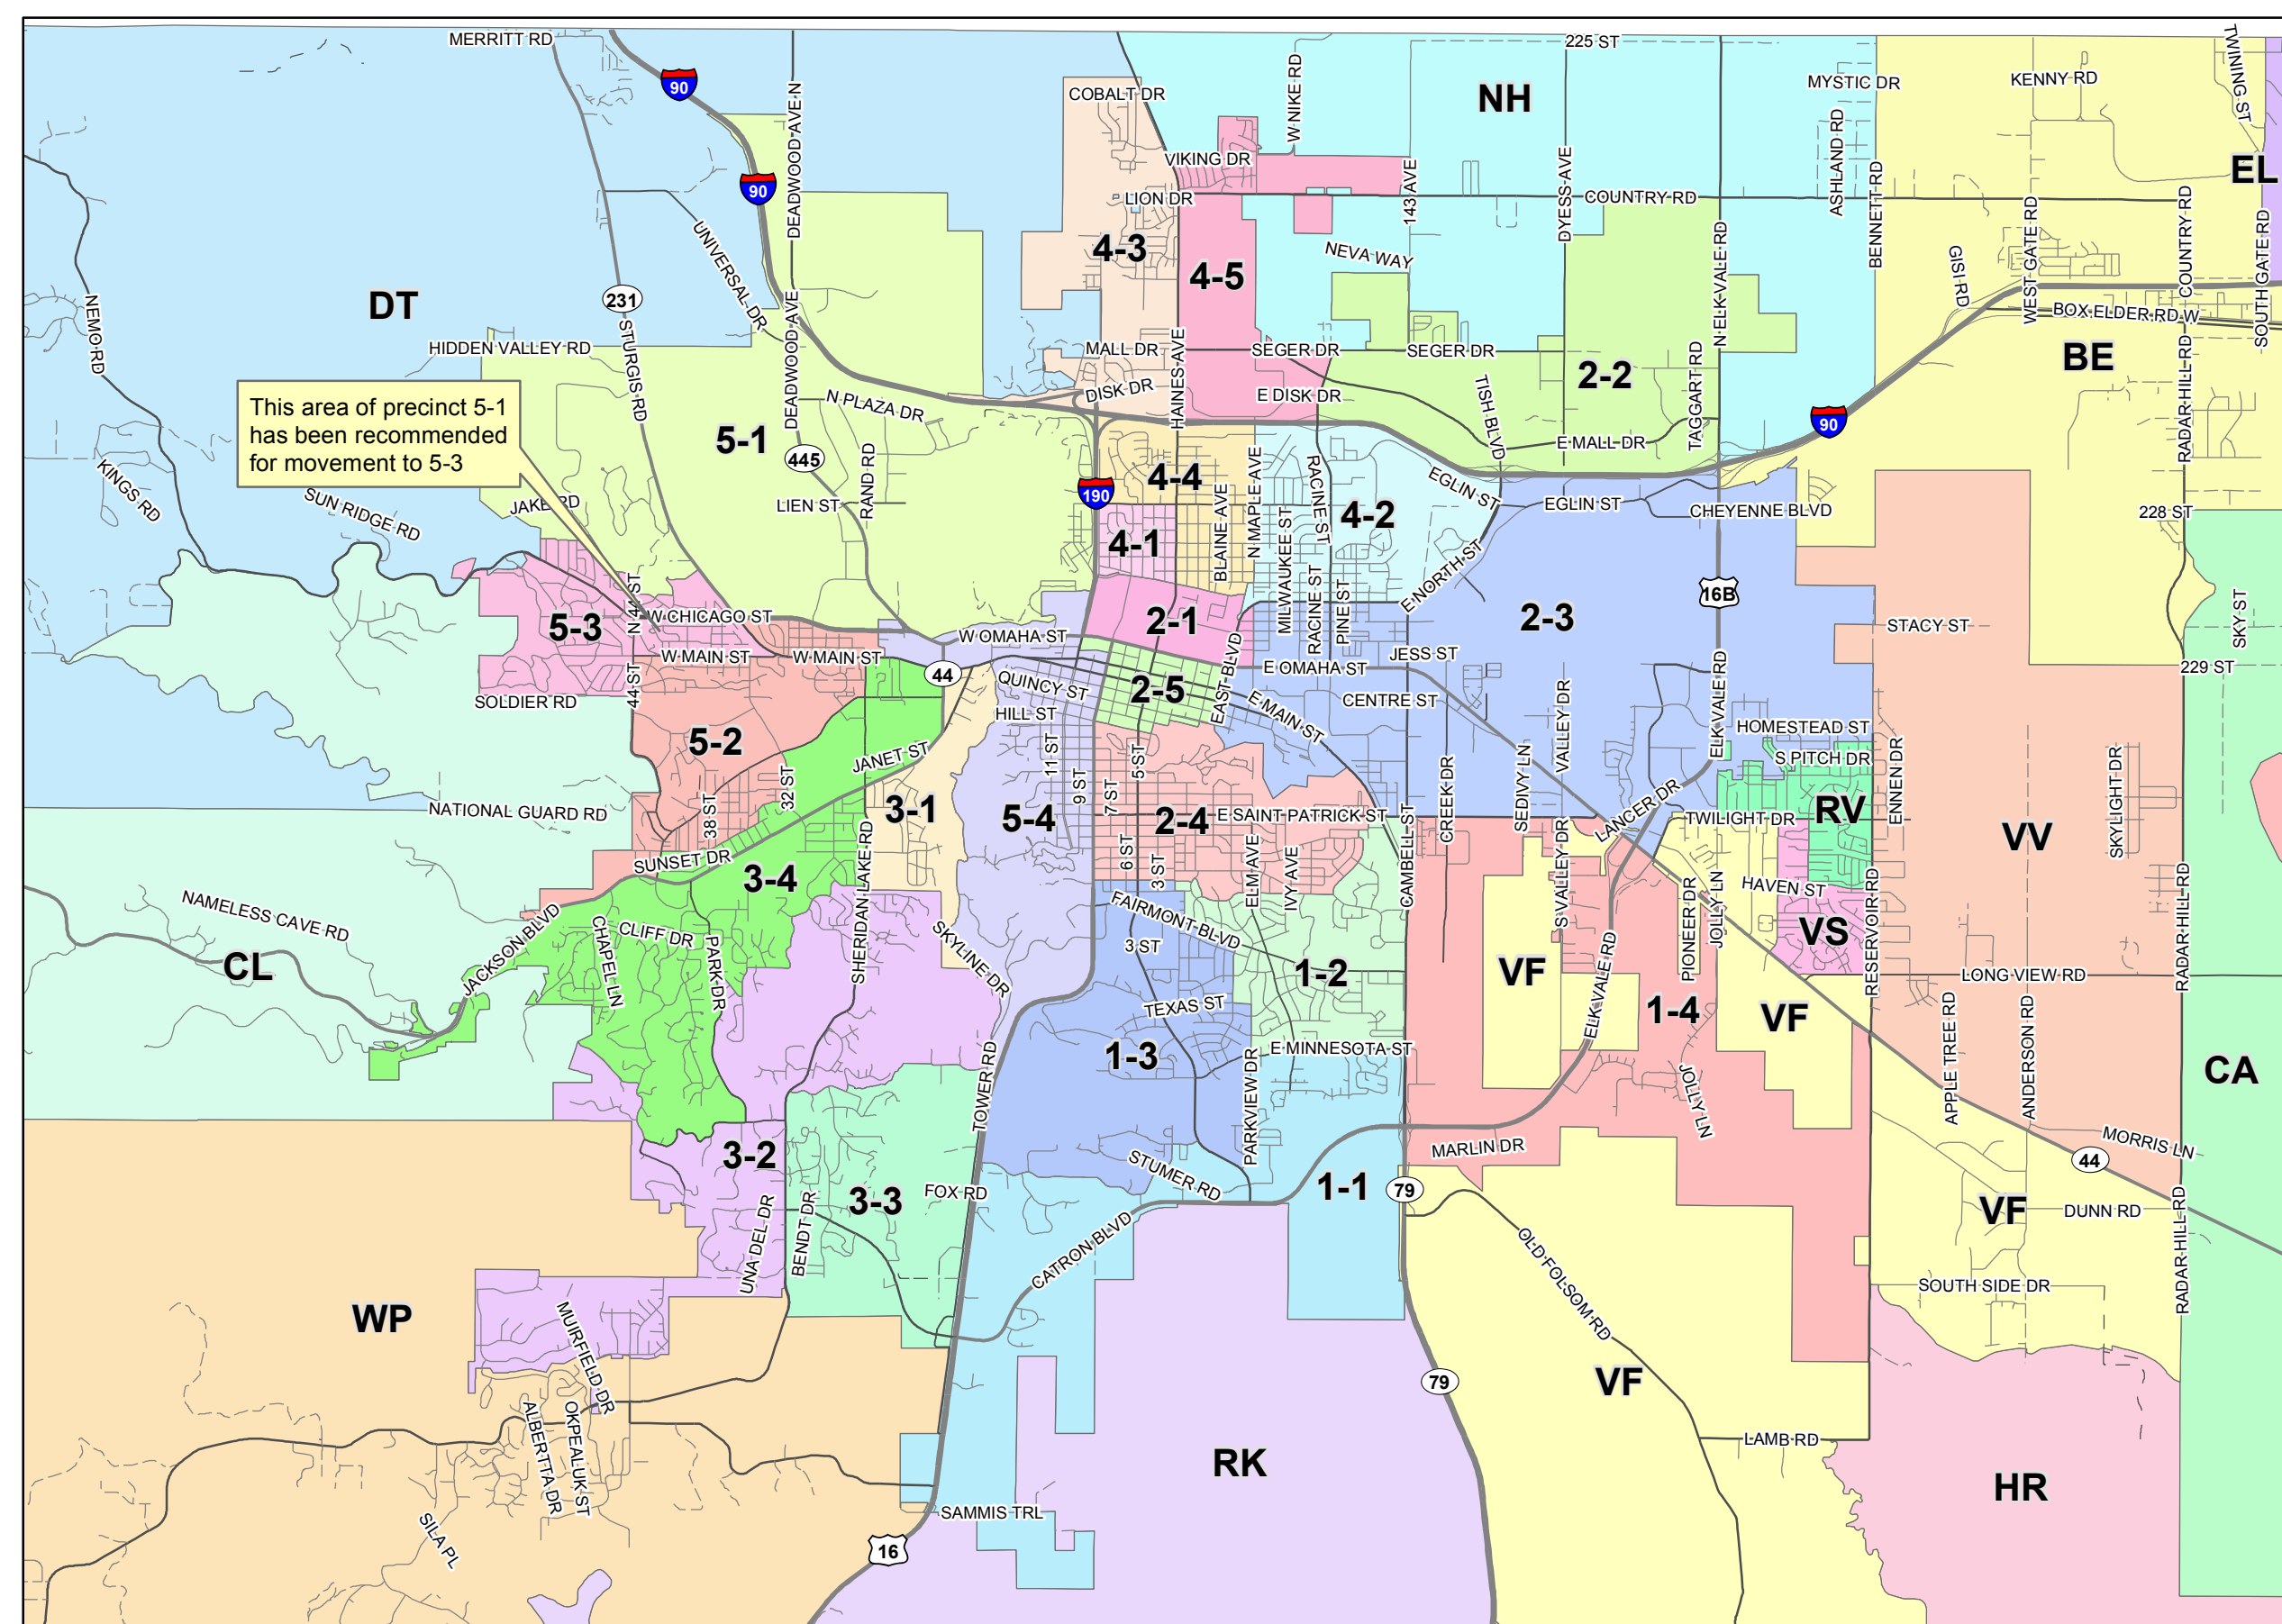 MERRITT RD
90
DEADWOOD AVE N
COBALT DR
W NIKE RD
NH
225 ST
MYSTIC DR
KENNY RD
TWINING ST
VIKING DR
143 AVE
DYESS AVE
ASHLAND RD
BENNETT RD
EL
90
LION DR
COUNTRY RD
WEST GATE RD
COUNTRY RD
SOUTH GATE RD
UNIVERSAL DR
4-3
4-5
NEVA WAY
N ELK VALE RD
GISI RD
DT
231
NEMO RD
STURGIS RD
DEADWOOD AVE
HAINES AVE
BOX ELDER RD W
HIDDEN VALLEY RD
MALL DR
SEGER DR
SEGER DR
TAGGART RD
BE
RADAR HILL RD
This area of precinct 5-1
has been recommended
for movement to 5-3
N PLAZA DR
DISK DR
E DISK DR
TISH BLVD
2-2
5-1
445
RAND RD
E MALL DR
90
KINGS RD
SUN RIDGE RD
JAKE RD
LIEN ST
190
4-4
BLAINE AVE
N MAPLE AVE
RACINE ST
MILWAUKEE ST
4-2
EGLIN ST
EGLIN ST
CHEYENNE BLVD
228 ST
4-1
E NORTH ST
16B
5-3
N 44 ST
W CHICAGO ST
2-1
RACINE ST
PINE ST
2-3
STACY ST
SKY ST
W OMAHA ST
W MAIN ST
W MAIN ST
44
EAST BLVD
E OMAHA ST
JESS ST
229 ST
SOLDIER RD
44 ST
QUINCY ST
2-5
E MAIN ST
CENTRE ST
VALLEY DR
ELK VALE RD
HILL ST
HOMESTEAD ST
5-2
JANET ST
11 ST
5 ST
SEDIVY LN
S PITCH DR
ENNEN DR
SKYLIGHT DR
NATIONAL GUARD RD
38 ST
32 ST
3-1
5-4
9 ST
7 ST
2-4
E SAINT PATRICK ST
CAMBELL ST
CREEK DR
LANCER DR
TWILIGHT DR
RV
VV
SUNSET DR
3-4
SHERIDAN LAKE RD
6 ST
3 ST
ELM AVE
IVY AVE
S VALLEY DR
HAVEN ST
NAMELESS CAVE RD
CL
JACKSON BLVD
CHAPEL LN
CLIFF DR
PARK DR
SKYLINE DR
FAIRMONT BLVD
3 ST
1-2
VF
ELK VALE RD
PIONEER DR
JOLLY LN
VS
RESERVOIR RD
LONG VIEW RD
RADAR HILL RD
TEXAS ST
1-4
VF
APPLE TREE RD
ANDERSON RD
1-3
E MINNESOTA ST
CA
TOWER RD
JOLLY LN
3-2
PARKVIEW DR
MARLIN DR
MORRIS LN
44
STUMER RD
1-1
79
3-3
FOX RD
VF
DUNN RD
UNA DEL DR
BENDT DR
CATRON BLVD
OLD FOLSOM RD
SOUTH SIDE DR
RADAR HILL RD
WP
MUIRFIELD DR
79
VF
ALBERTTA DR
OKPEALUK ST
RK
LAMB RD
HR
SAMMIS TRL
SILA PL
16